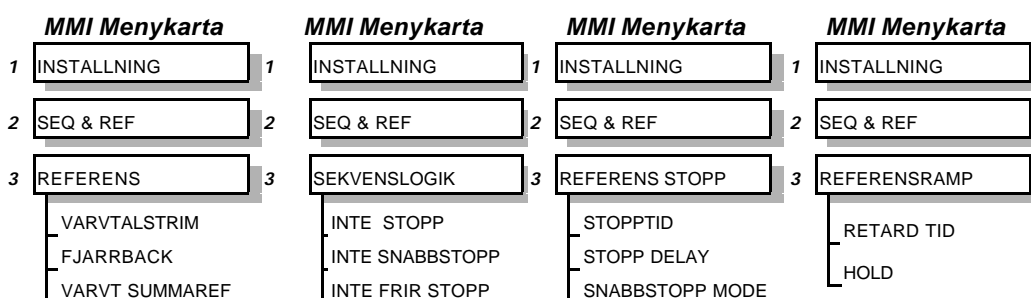 MMI Menykarta
1 INSTALLNING
2 SEQ & REF
3 REFERENS
VARVTALSTRIM
FJARRBACK
VARVT SUMMAREF
MMI Menykarta
1 INSTALLNING
2 SEQ & REF
3 SEKVENSLOGIK
INTE STOPP
INTE SNABBSTOPP
INTE FRIR STOPP
MMI Menykarta
1 INSTALLNING
2 SEQ & REF
3 REFERENS STOPP
STOPPTID
STOPP DELAY
SNABBSTOPP MODE
MMI Menykarta
1 INSTALLNING
2 SEQ & REF
3 REFERENSRAMP
RETARD TID
HOLD